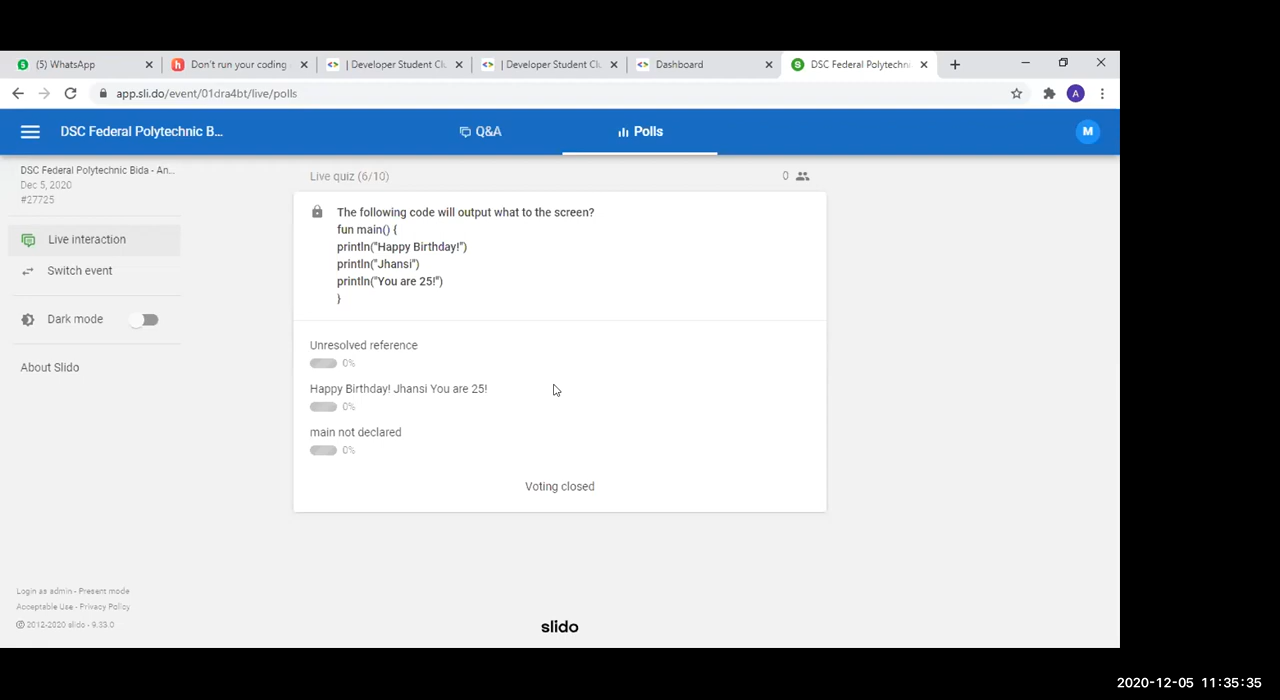 (5) WhatsApp
Don't run your coding
| Developer Student Clu
| Developer Student Clu
Dashboard
DSC Federal Polytechni
app.sli.do/event/01dra4bt/live/polls
A
DSC Federal Polytechnic B...
Q&A
Polls
M
DSC Federal Polytechnic Bida - An...
Dec 5, 2020
#27725
Live interaction
Switch event
Dark mode
About Slido
Live quiz (6/10)
0
The following code will output what to the screen?
fun main() {
println("Happy Birthday!")
println("Jhansi")
println("You are 25!")
}
Unresolved reference
0%
Happy Birthday! Jhansi You are 25!
0%
main not declared
0%
Voting closed
Login as admin - Present mode
Acceptable Use - Privacy Policy
© 2012-2020 slido - 9.33.0
slido
2020-12-05 11:35:35